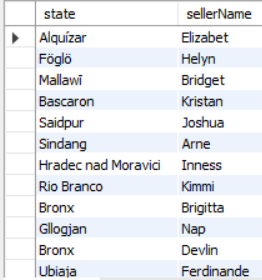 state sellerName
Alquízar Elizabet
Föglö Helyn
Mallawī Bridget
Bascaron Kristan
Saidpur Joshua
Sindang Arne
Hradec nad Moravicí Inness
Rio Branco Kimmi
Bronx Brigitta
Gllogjan Nap
Bronx Devlin
Ubiaja Ferdinande